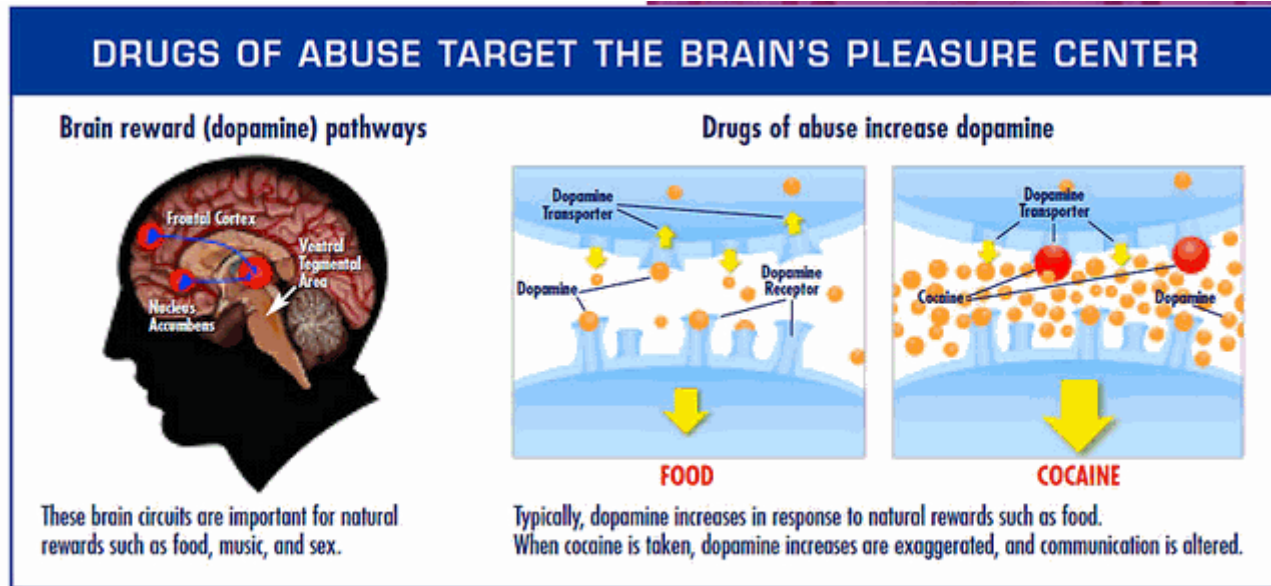 DRUGS OF ABUSE TARGET THE BRAIN'S PLEASURE CENTER
Brain reward (dopamine) pathways
Frontal Cortex
Ventral
Tegmental
Area
Nucleus
Accumbens
These brain circuits are important for natural
rewards such as food, music, and sex.
Drugs of abuse increase dopamine
Dopamine
Transporter
Dopamine
Dopamine
Receptor
FOOD
Dopamine
Transporter
Cocaine
Dopamine
COCAINE
Typically, dopamine increases in response to natural rewards such as food.
When cocaine is taken, dopamine increases are exaggerated, and communication is altered.